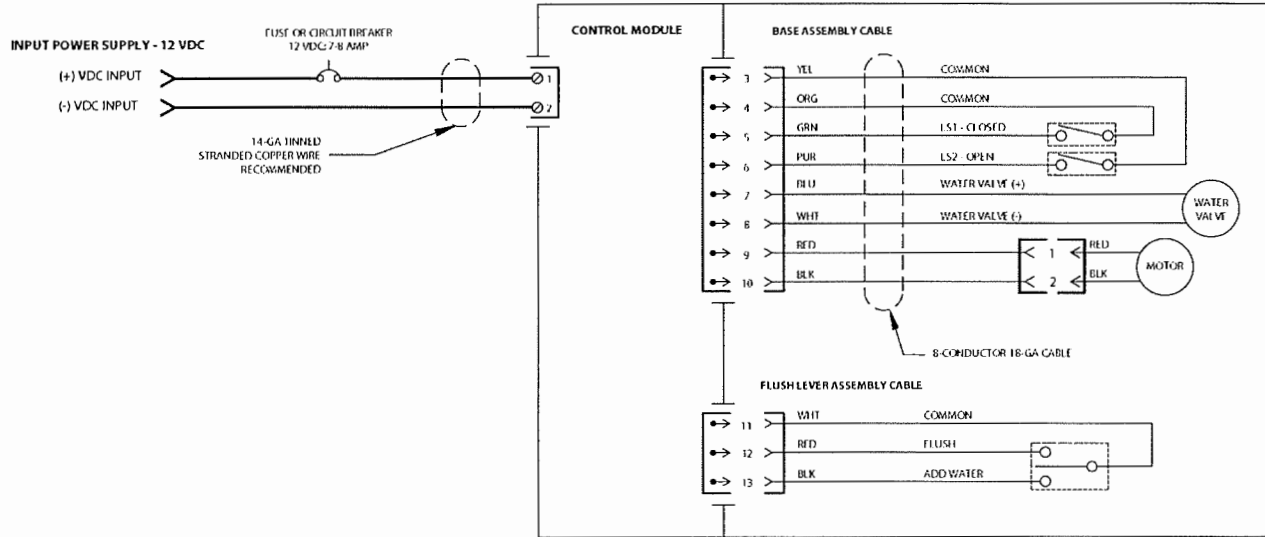 INPUT POWER SUPPLY - 12 VDC
FUSE OR CIRCUIT BREAKER
12 VDC: 7-8 AMP
(+) VDC INPUT
(-) VDC INPUT
1
2
14-GA TINNED
STRANDED COPPER WIRE
RECOMMENDED
CONTROL MODULE
BASE ASSEMBLY CABLE
3 YEL COMMON
4 ORG COMMON
5 GRN LS1 - CLOSED
6 PUR LS2 - OPEN
7 BLU WATER VALVE (+)
8 WHT WATER VALVE (-)
WATER
VALVE
9 RED 1 RED
10 BLK 2 BLK
MOTOR
8-CONDUCTOR 18-GA CABLE
FLUSH LEVER ASSEMBLY CABLE
11 WHT COMMON
12 RED FLUSH
13 BLK ADD WATER